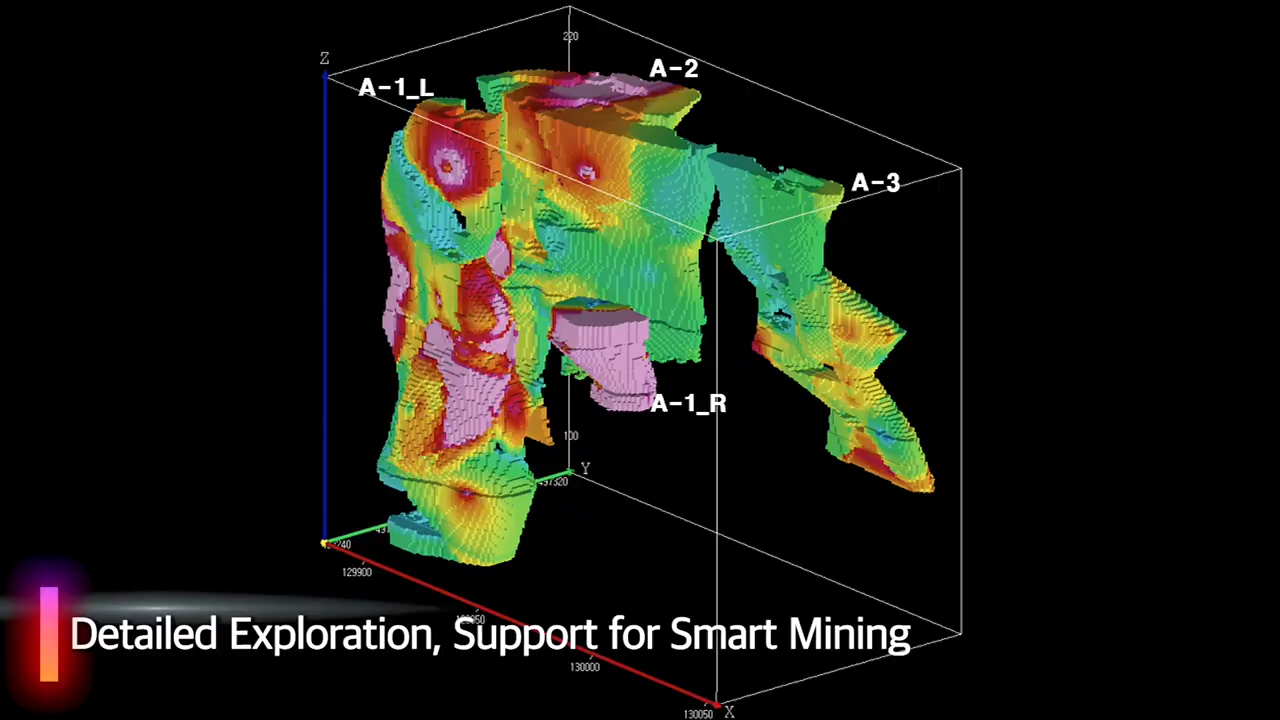 220
Z
A-2
A-1_L
A-3
A-1_R
100
Y
129900
130000
130050
X
Detailed Exploration, Support for Smart Mining